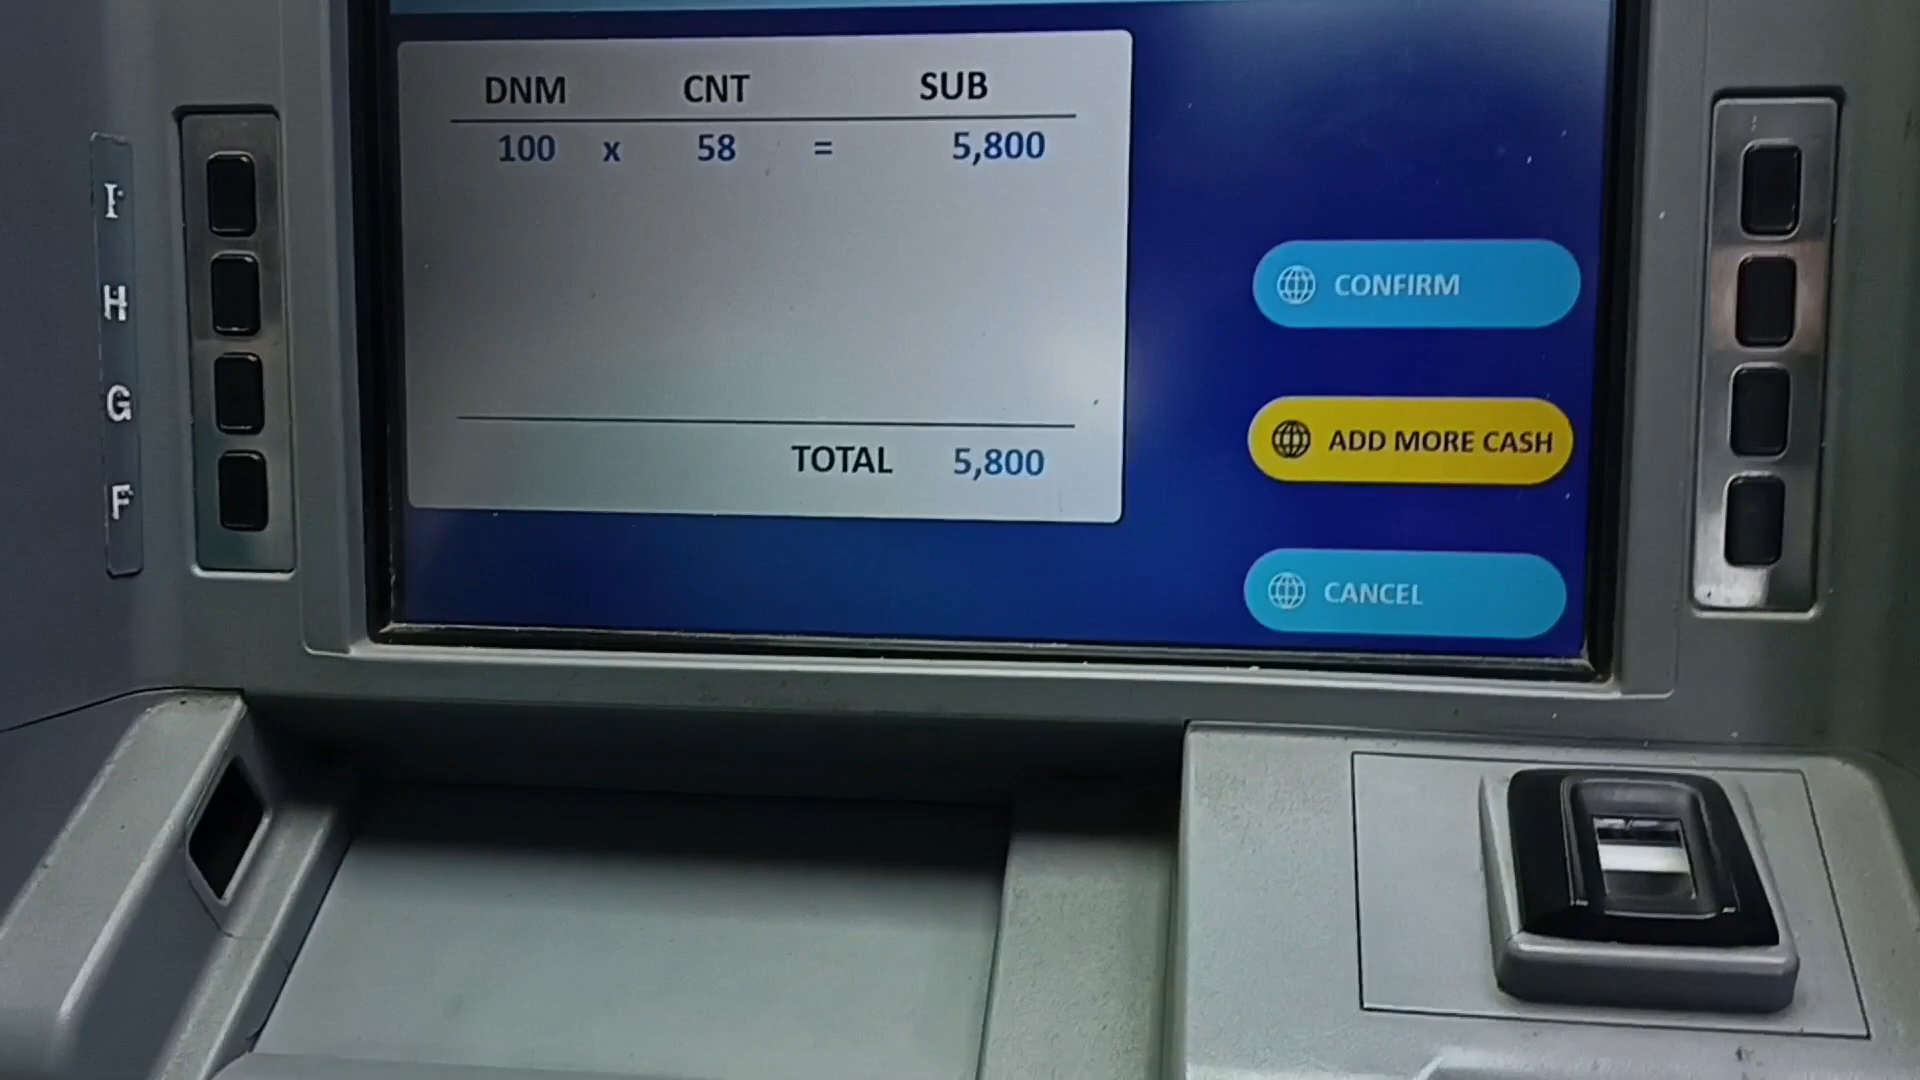 DNM CNT SUB
100 x 58 = 5,800
TOTAL 5,800
CONFIRM
ADD MORE CASH
CANCEL
I
H
G
F